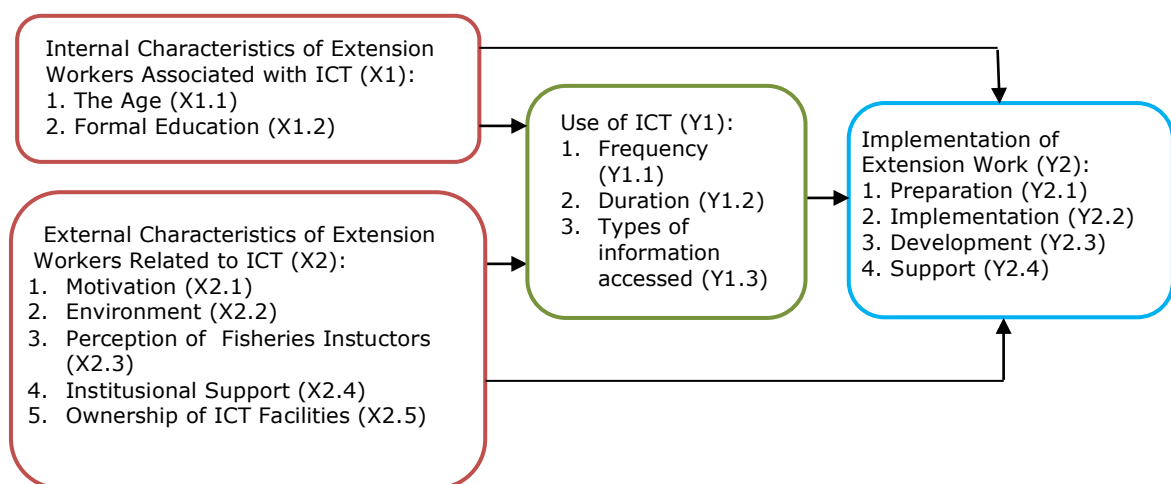 Internal Characteristics of Extension
Workers Associated with ICT (X1):
1. The Age (X1.1)
2. Formal Education (X1.2)
External Characteristics of Extension
Workers Related to ICT (X2):
1. Motivation (X2.1)
2. Environment (X2.2)
3. Perception of Fisheries Instuctors
(X2.3)
4. Institusional Support (X2.4)
5. Ownership of ICT Facilities (X2.5)
Use of ICT (Y1):
1. Frequency
(Y1.1)
2. Duration (Y1.2)
3. Types of
information
accessed (Y1.3)
Implementation of
Extension Work (Y2):
1. Preparation (Y2.1)
2. Implementation (Y2.2)
3. Development (Y2.3)
4. Support (Y2.4)